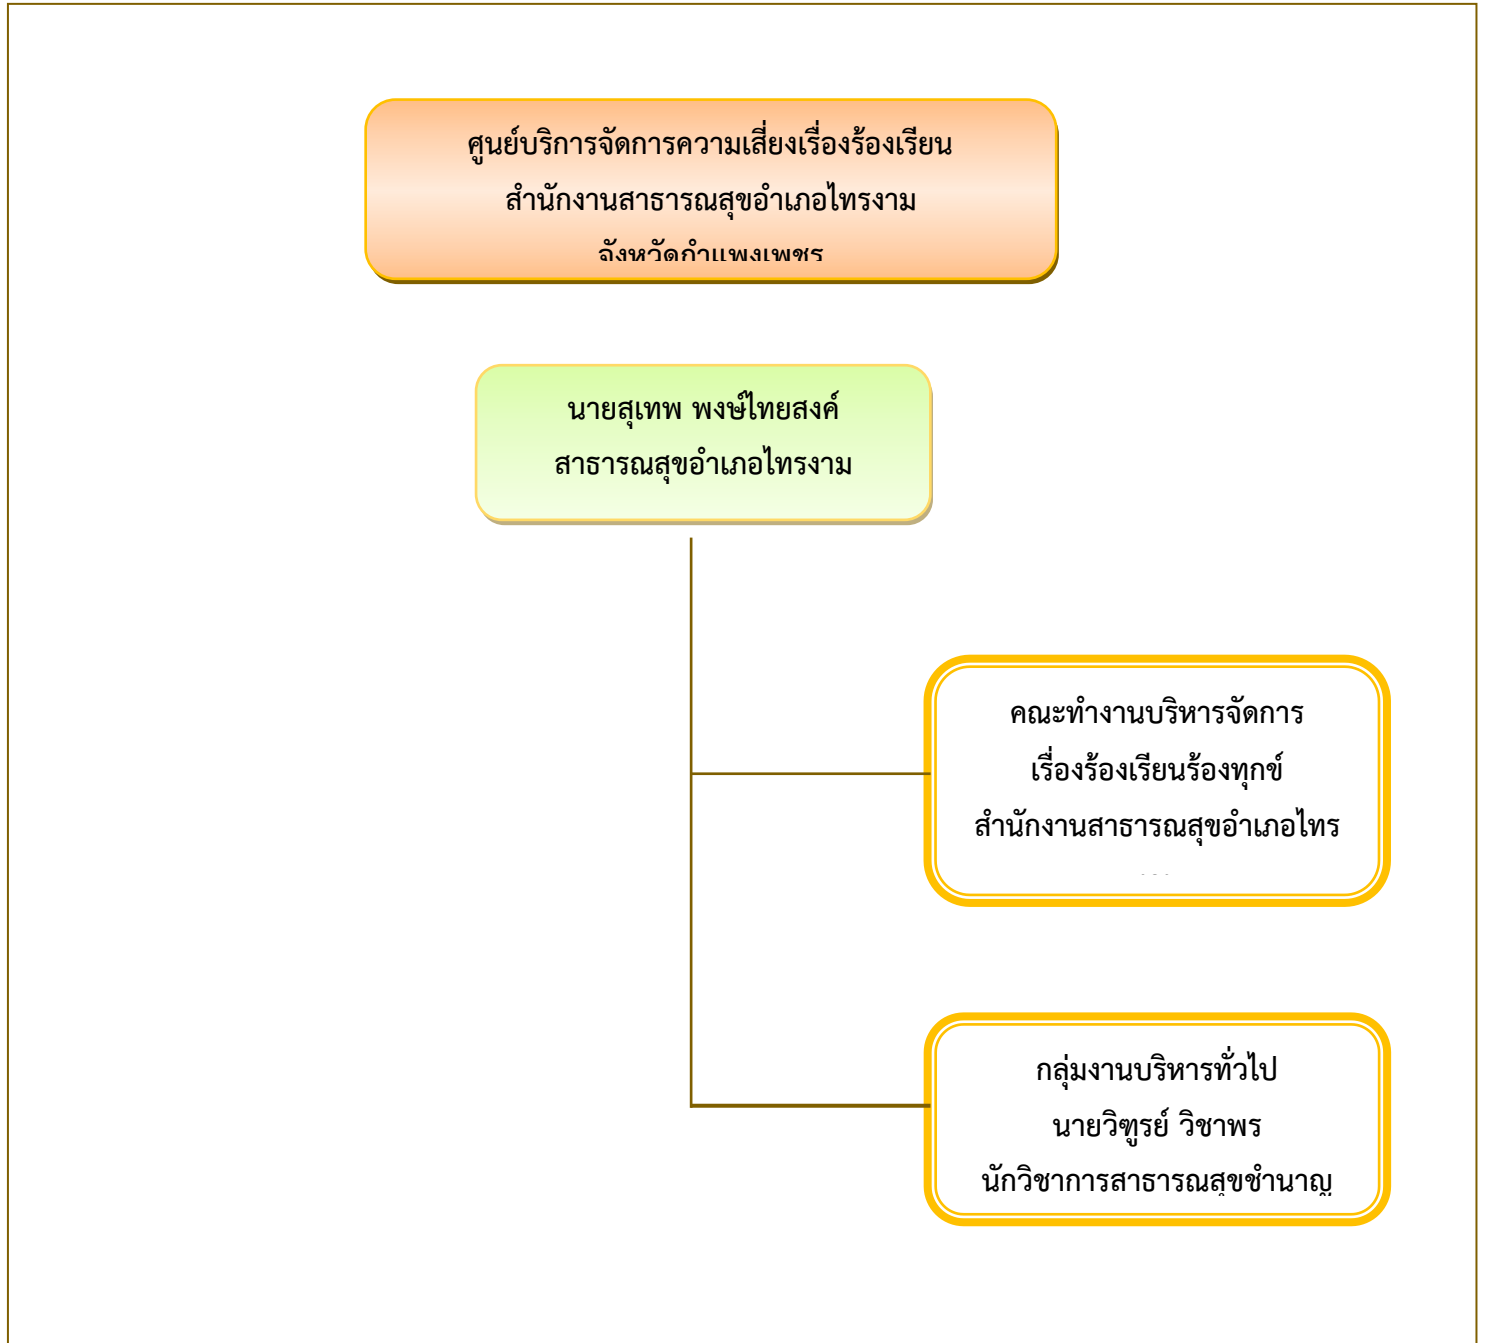 ศูนย์บริการจัดการความเสี่ยงเรื่องร้องเรียน
สำนักงานสาธารณสุขอำเภอไทรงาม
จังหวัดกำแพงเพชร
นายสุเทพ พงษ์ไทยสงค์
สาธารณสุขอำเภอไทรงาม
คณะทำงานบริหารจัดการ
เรื่องร้องเรียนร้องทุกข์
สำนักงานสาธารณสุขอำเภอไทร
กลุ่มงานบริหารทั่วไป
นายวิฑูรย์ วิชาพร
นักวิชาการสาธารณสุขชำนาญ